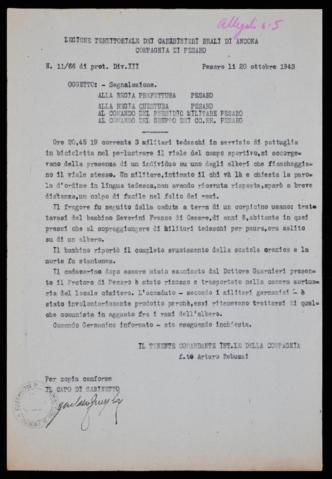 Allegati 4-5
LEGIONE TERRITORIALE DEI CARABINIERI REALI DI ANCONA
COMPAGNIA DI PESARO
N. 11/66 di prot. Div.III Pesaro li 20 ottobre 1943
OGGETTO: - Segnalazione.
ALLA REGIA PREFETTURA PESARO
ALLA REGIA QUESTURA PESARO
AL COMANDO DEL PRESIDIO MILITARE PESARO
AL COMANDO DEL GRUPPO DEI CC.RR. PESARO
Ore 20,45 19 corrente 3 militari tedeschi in servizio di pattuglia
in bicicletta nel perlustrare il viale del campo sportivo, si accorge-
vano della presenza di un individuo su uno degli alberi che fiancheggia-
no il viale stesso. Un militare, intimato il chi và là e chiesta la paro-
la d'ordine in lingua tedesca, non avendo ricevuta risposta, sparò a breve
distanza, un colpo di fucile nel folto dei rami.
Il fragore fu seguito dalla caduta a terra di un corpicino umano: trat-
tavasi del bambino Severini Franco di Cesare, di anni 8, abitante in quei
pressi che al sopraggiungere di militari tedeschi per paura, era salito
su di un albero.
Il bambino riportò il completo svuotamento della scatola cranica e la
morte fu istantanea.
Il cadaverino dopo essere stato esaminato dal Dottore Guarnieri presen-
te il Pretore di Pesaro è stato rimosso e trasportato nella camera mortua-
ria del locale cimitero. L'accaduto - secondo i militari germanici - è
stato involontariamente prodotto perchè, essi ritenevano trattarsi di qual-
che comunista in agguato fra i rami dell'albero.
Comando Germanico informato - sta eseguendo inchiesta.
IL TENENTE COMANDANTE INT.LE DELLA COMPAGNIA
f.to Arturo Rebuzzi
Per copia conforme
IL CAPO DI GABINETTO